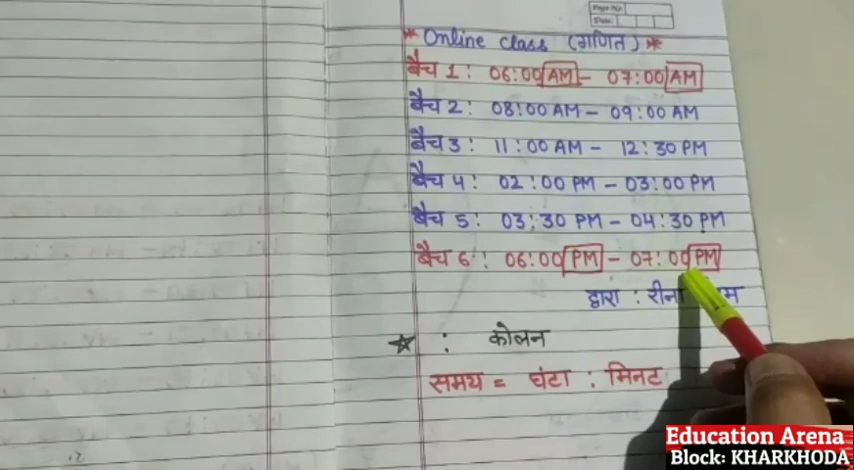 Page No.
Date:
* Online class (गणित) *
बैच 1 : 06:00 AM - 07:00 AM
बैच 2: 08:00 AM - 09:00 AM
बैच 3 : 11:00 AM - 12:30 PM
बैच 4 : 02:00 PM - 03:00 PM
बैच 5: 03:30 PM - 04:30 PM
बैच 6 : 06:00 PM - 07:00 PM
द्वारा : रीना
☆ : कोलन
समय = घंटा : मिनट
Education Arena
Block: KHARKHODA